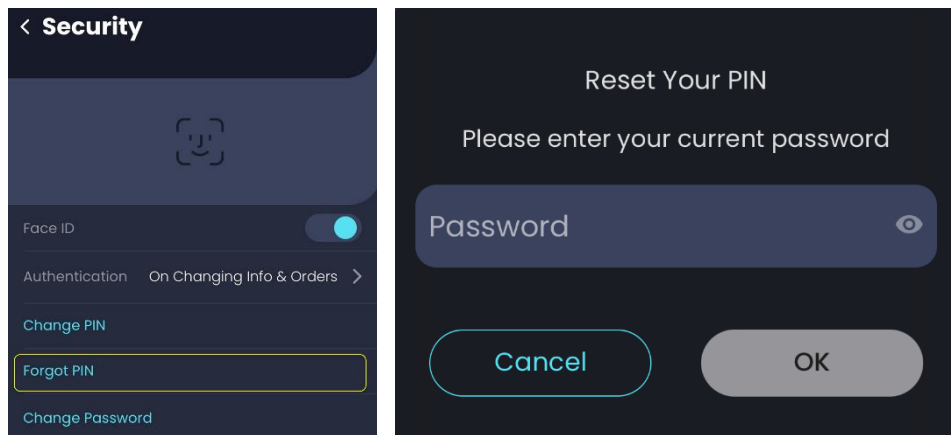 Security
Face ID
Authentication On Changing Info & Orders
Change PIN
Forgot PIN
Change Password
Reset Your PIN
Please enter your current password
Password
Cancel OK